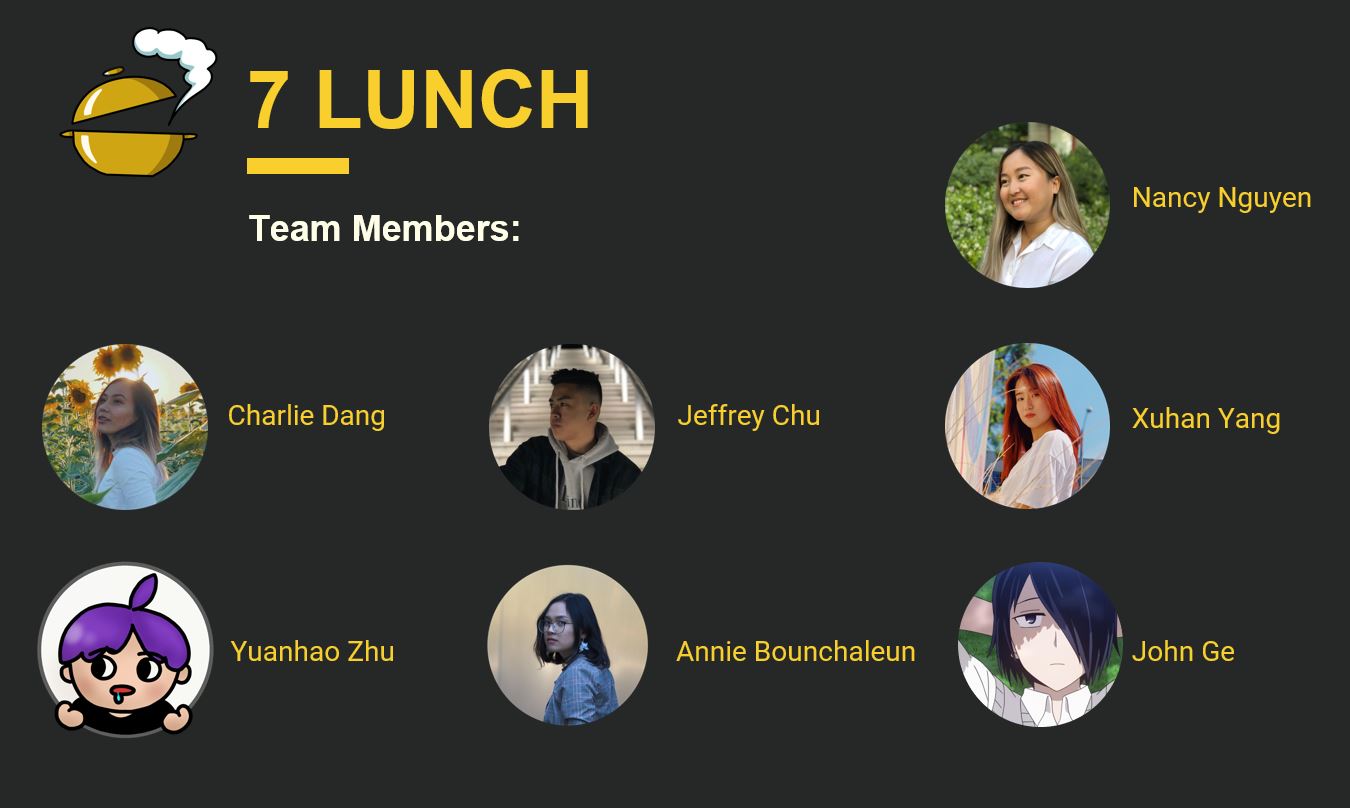 7 LUNCH
Team Members:
Nancy Nguyen
Charlie Dang
Jeffrey Chu
Xuhan Yang
Yuanhao Zhu
Annie Bounchaleun
John Ge